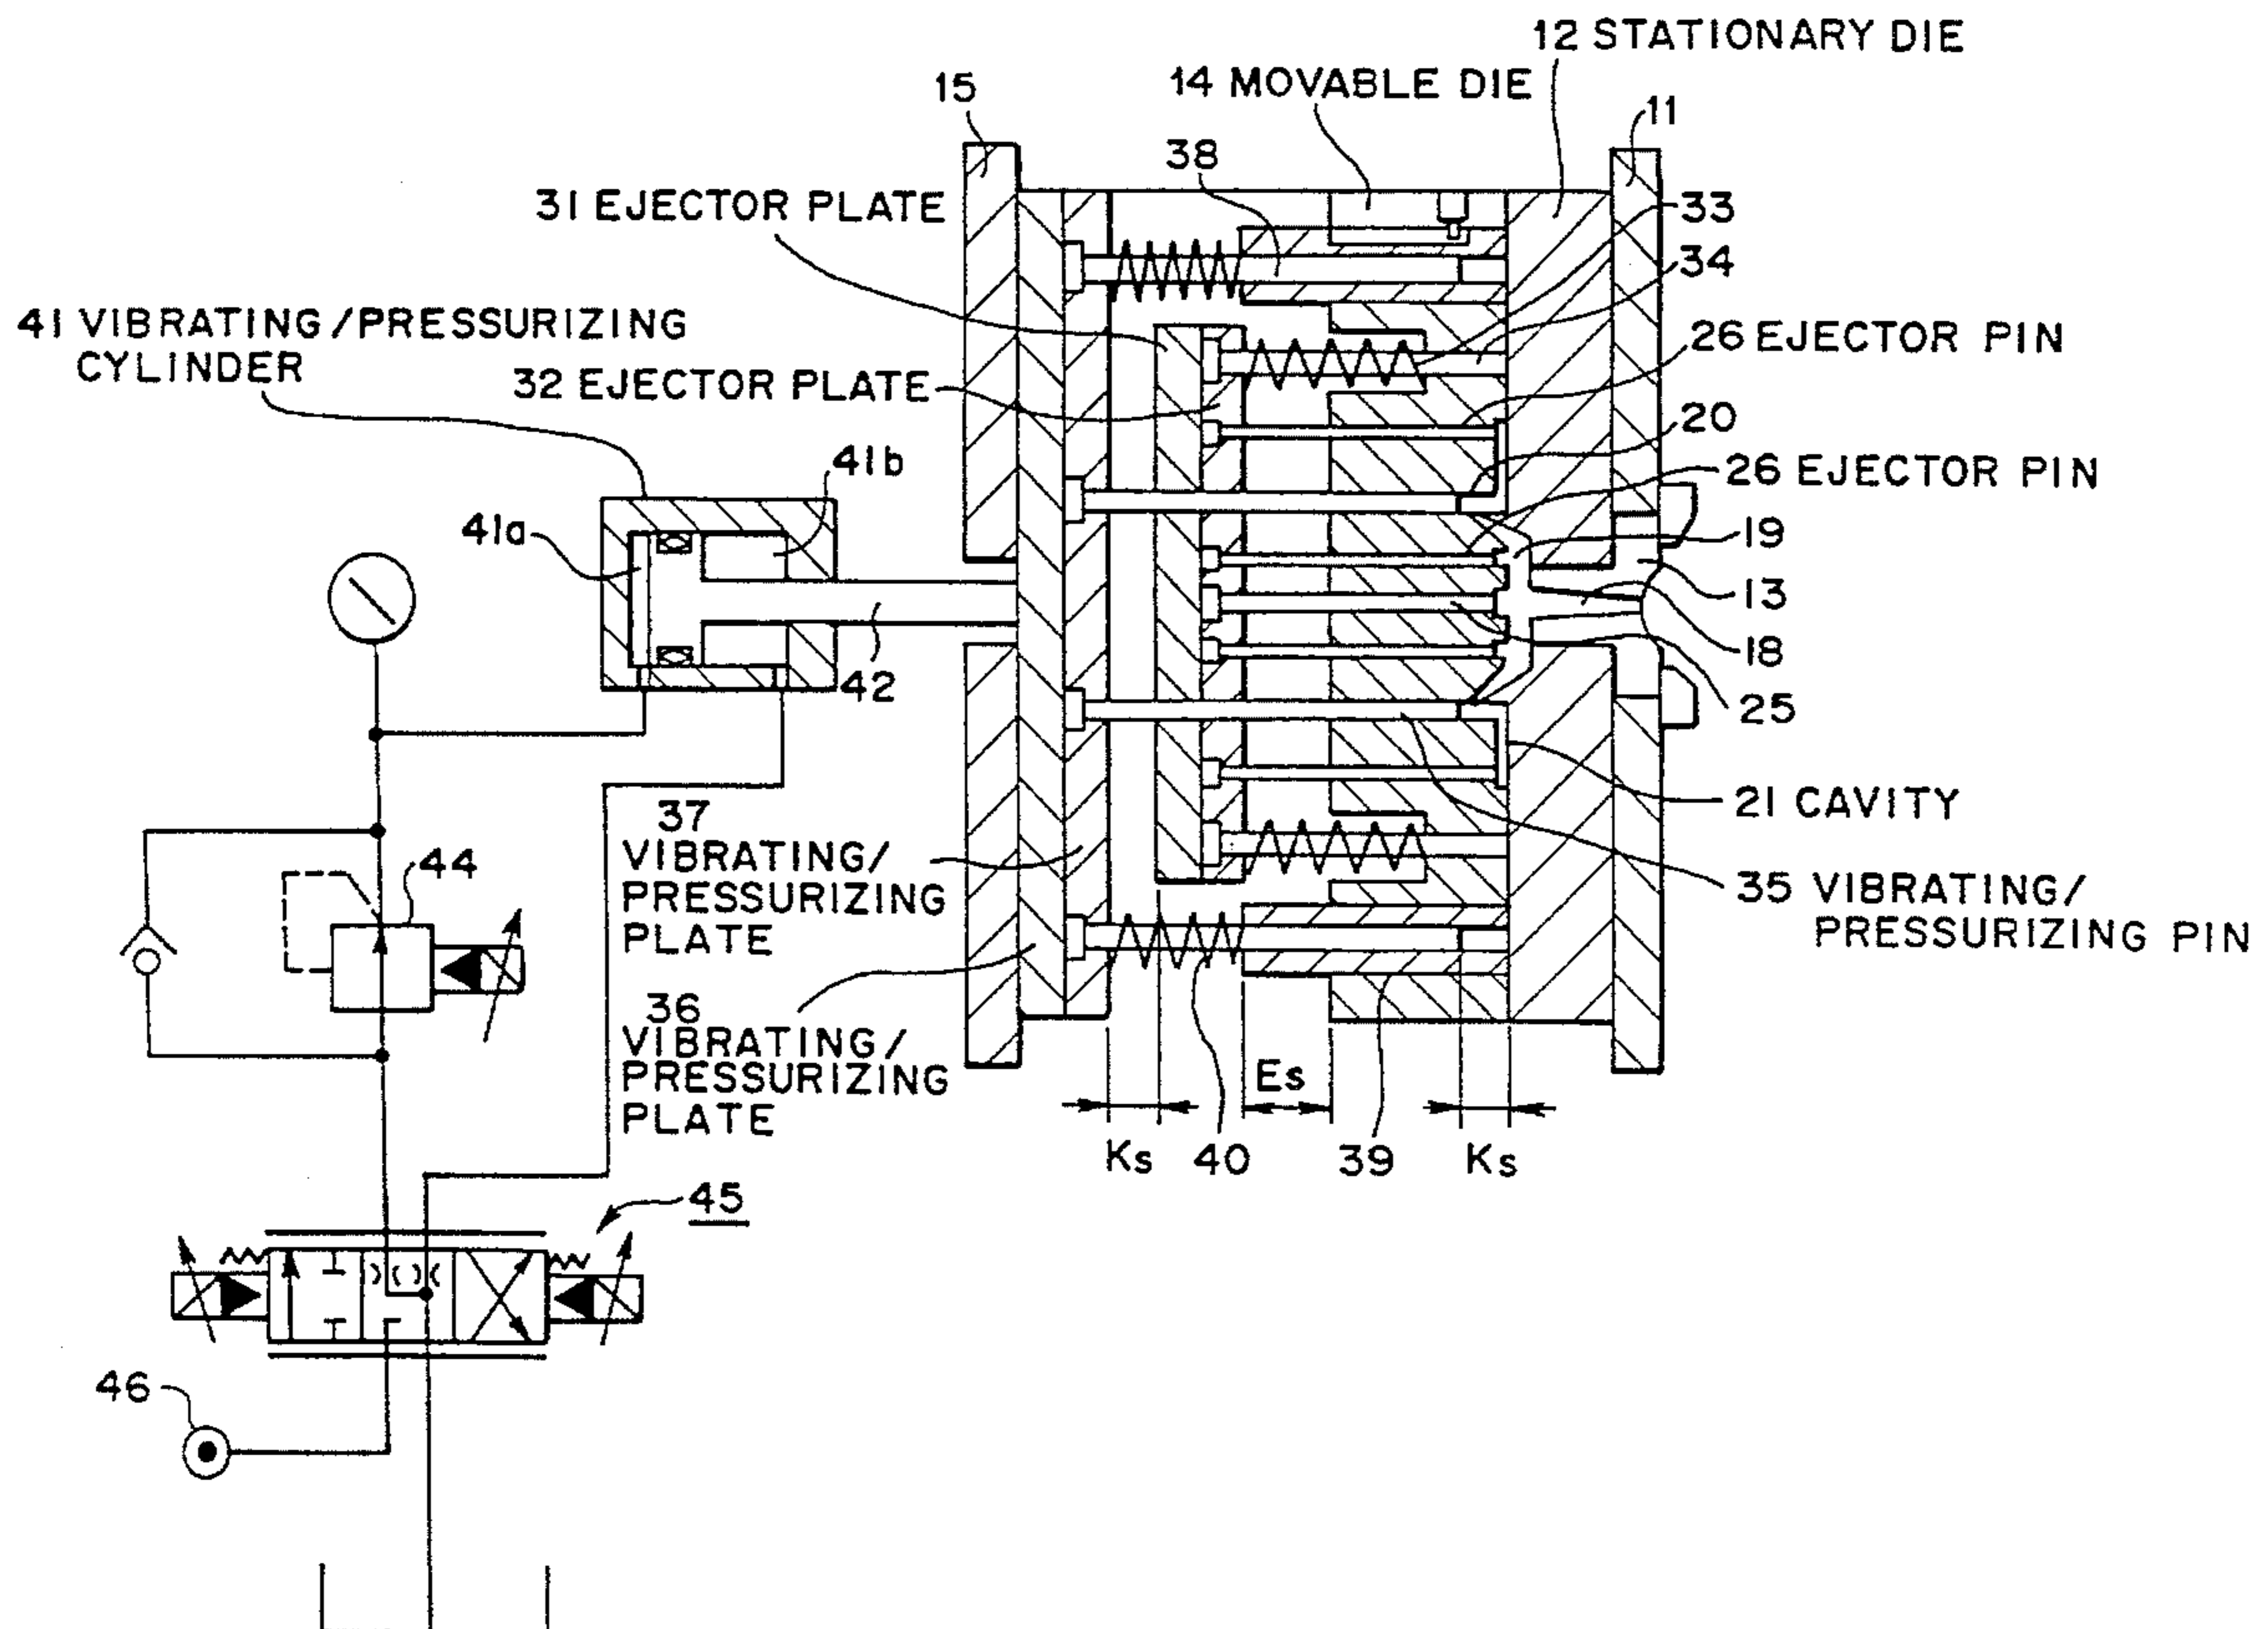 12 STATIONARY DIE
14 MOVABLE DIE
15
11
38
31 EJECTOR PLATE
33
34
41 VIBRATING/PRESSURIZING
CYLINDER
26 EJECTOR PIN
32 EJECTOR PLATE
20
41b
26 EJECTOR PIN
41a
19
13
18
42
25
21 CAVITY
37
VIBRATING/
PRESSURIZING
PLATE
44
35 VIBRATING/
PRESSURIZING PIN
36
VIBRATING/
PRESSURIZING
PLATE
Es
Ks
40
39
Ks
45
46